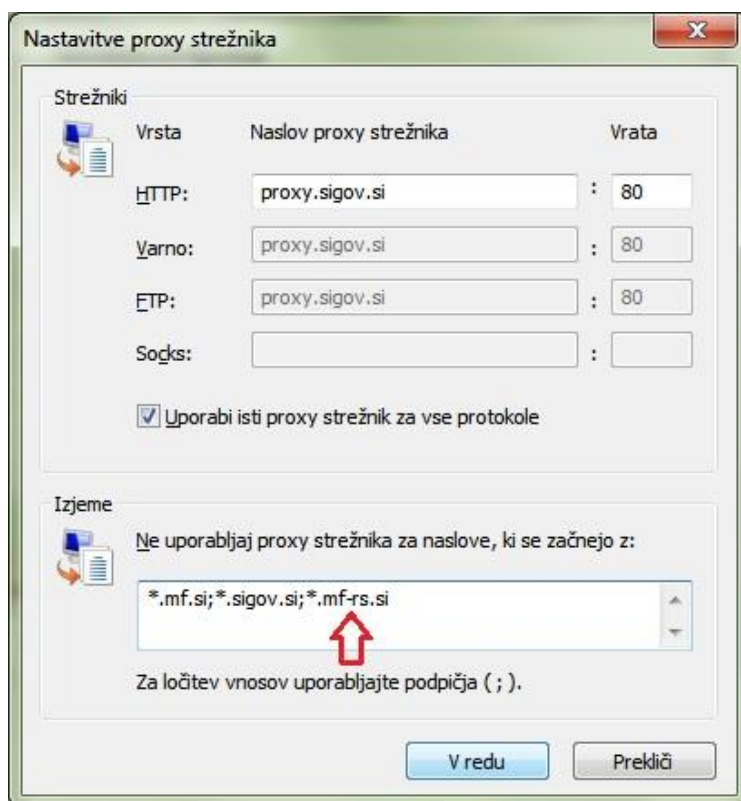 Nastavitve proxy strežnika
Strežniki
Vrsta Naslov proxy strežnika Vrata
HTTP: proxy.sigov.si : 80
Varno: proxy.sigov.si : 80
FTP: proxy.sigov.si : 80
Socks: :
Uporabi isti proxy strežnik za vse protokole
Izjeme
Ne uporabljaj proxy strežnika za naslove, ki se začnejo z:
*.mf.si;*.sigov.si;*.mf-rs.si
Za ločitev vnosov uporabljajte podpičja ( ; ).
V redu Prekliči